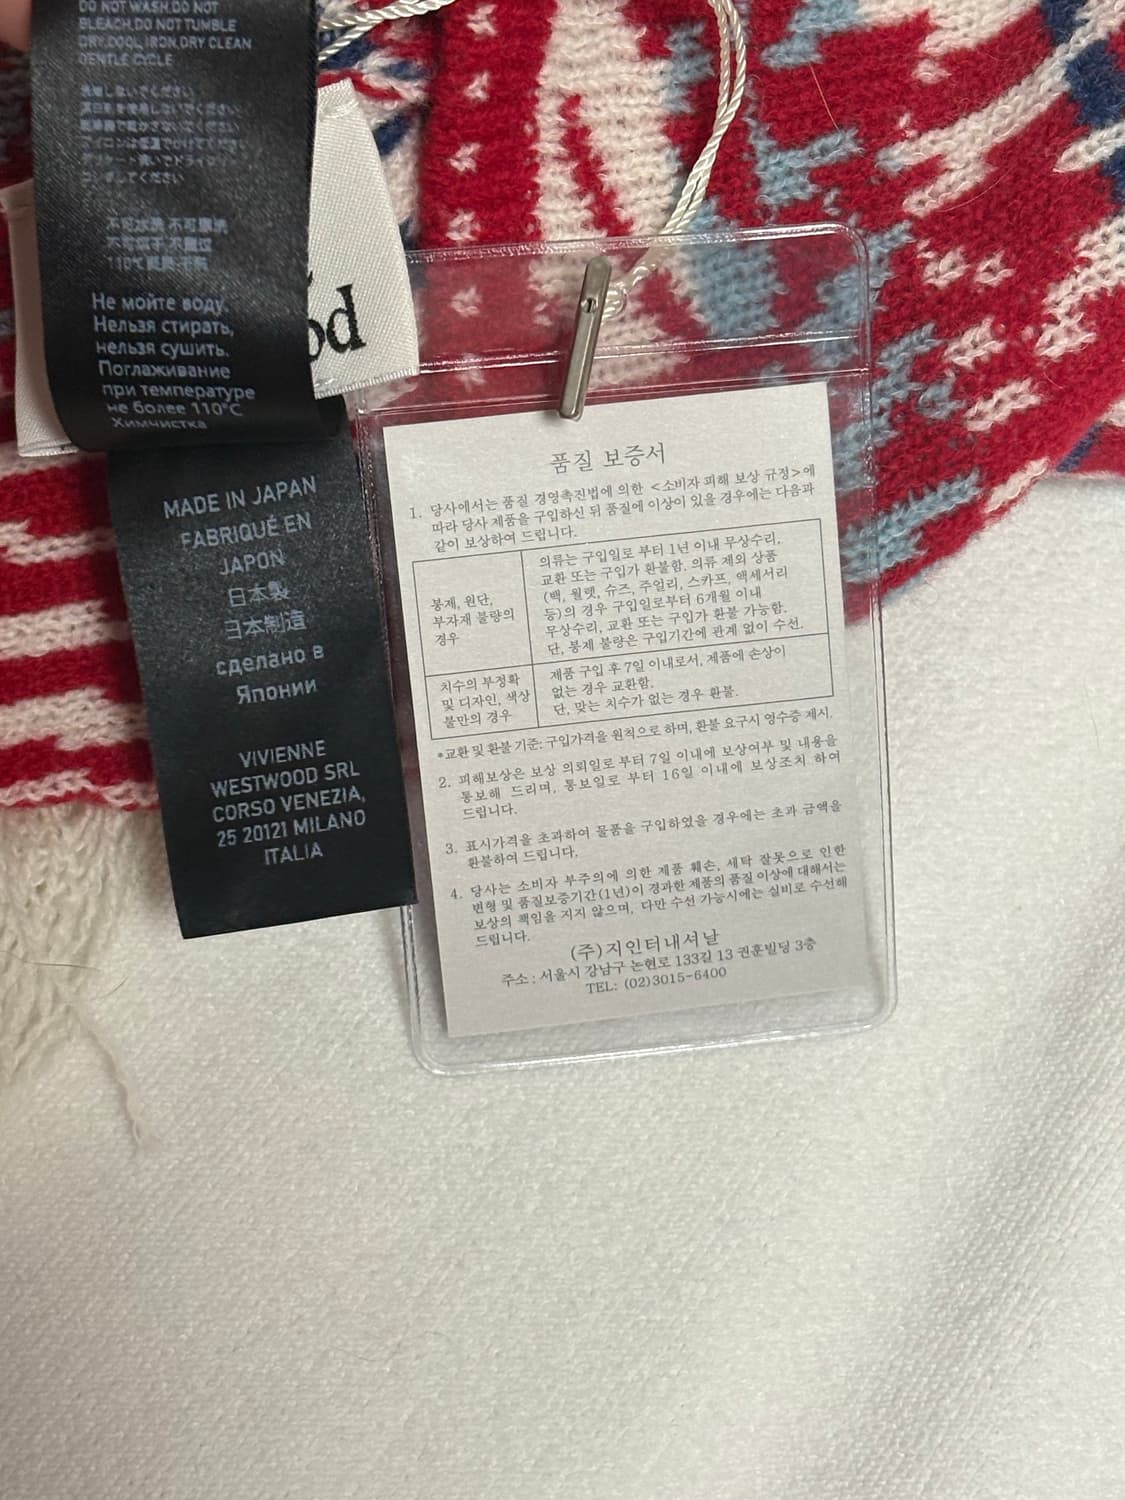 DO NOT WASH.DO NOT
BLEACH.DO NOT TUMBLE
DRY.COOL IRON.DRY CLEAN
GENTLE CYCLE
不可水洗 不可漂洗
Не мойте воду.
Нельзя стирать,
нельзя сушить.
Поглаживание
при температуре
не более 110°C
Химчистка
od
MADE IN JAPAN
FABRIQUÉ EN
JAPON
日本製
日本制造
сделано в
Японии
VIVIENNE
WESTWOOD SRL
CORSO VENEZIA,
25 20121 MILANO
ITALIA
품질 보증서
1. 당사에서는 품질 경영촉진법에 의한 <소비자 피해 보상 규정>에
따라 당사 제품을 구입하신 뒤 품질에 이상이 있을 경우에는 다음과
같이 보상하여 드립니다.
봉제, 원단,
부자재 불량의
경우
의류는 구입일로 부터 1년 이내 무상수리,
교환 또는 구입가 환불함. 의류 제외 상품
(백, 월렛, 슈즈, 주얼리, 스카프, 액세서리
등)의 경우 구입일로부터 6개월 이내
무상수리, 교환 또는 구입가 환불 가능함.
단, 봉제 불량은 구입기간에 관계 없이 수선.
치수의 부정확
및 디자인, 색상
불만의 경우
제품 구입 후 7일 이내로서, 제품에 손상이
없는 경우 교환함.
단, 맞는 치수가 없는 경우 환불.
*교환 및 환불 기준: 구입가격을 원칙으로 하며, 환불 요구시 영수증 제시.
2. 피해보상은 보상 의뢰일로 부터 7일 이내에 보상여부 및 내용을
통보해 드리며, 통보일로 부터 16일 이내에 보상조치 하여
드립니다.
3. 표시가격을 초과하여 물품을 구입하였을 경우에는 초과 금액을
환불하여 드립니다.
4. 당사는 소비자 부주의에 의한 제품 훼손, 세탁 잘못으로 인한
변형 및 품질보증기간(1년)이 경과한 제품의 품질 이상에 대해서는
보상의 책임을 지지 않으며, 다만 수선 가능시에는 실비로 수선해
드립니다.
(주)지인터내셔날
주소: 서울시 강남구 논현로 133길 13 권훈빌딩 3층
TEL: (02)3015-6400